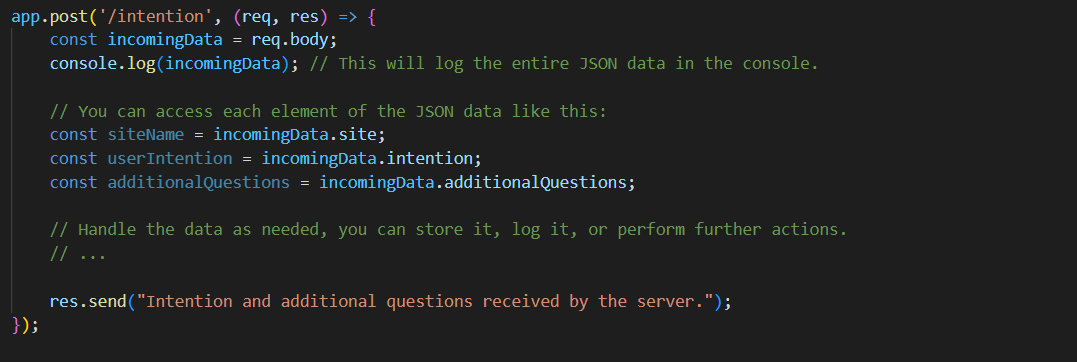 app.post('/intention', (req, res) => {
    const incomingData = req.body;
    console.log(incomingData); // This will log the entire JSON data in the console.

    // You can access each element of the JSON data like this:
    const siteName = incomingData.site;
    const userIntention = incomingData.intention;
    const additionalQuestions = incomingData.additionalQuestions;

    // Handle the data as needed, you can store it, log it, or perform further actions.
    // ...

    res.send("Intention and additional questions received by the server.");
});